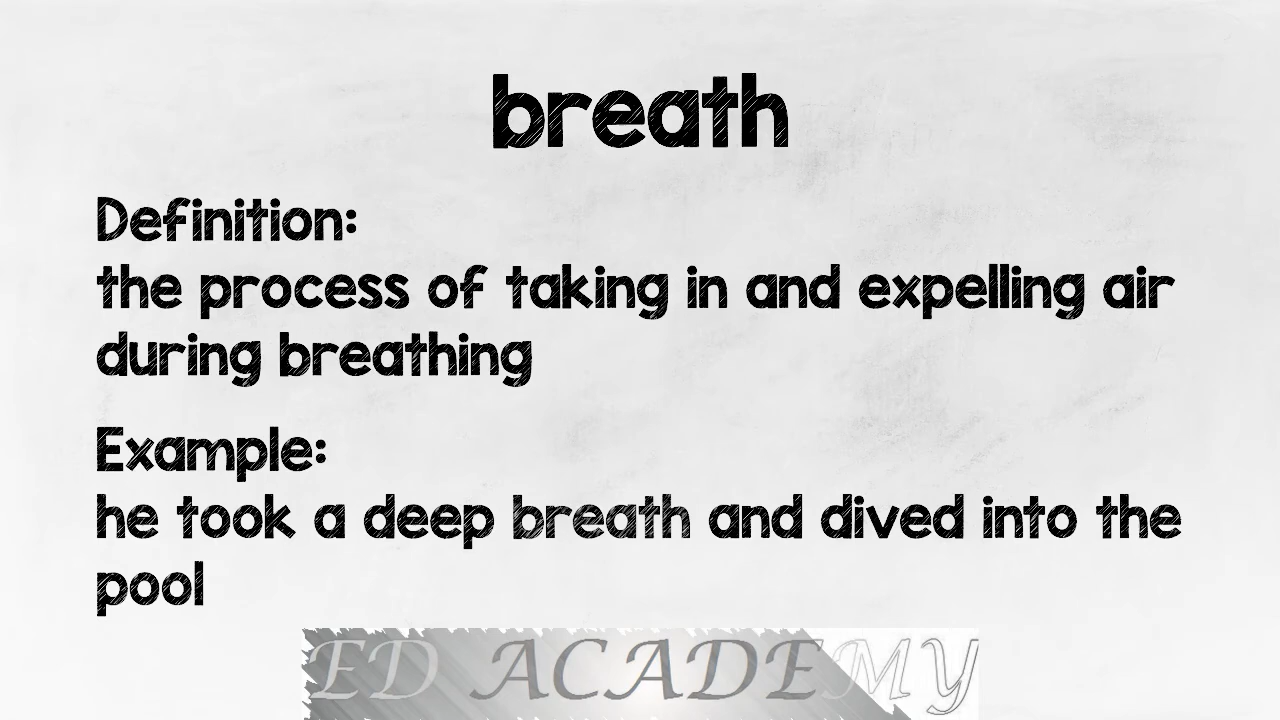 breath
Definition:
the process of taking in and expelling air
during breathing
Example:
he took a deep breath and dived into the
pool
ED ACADEMY